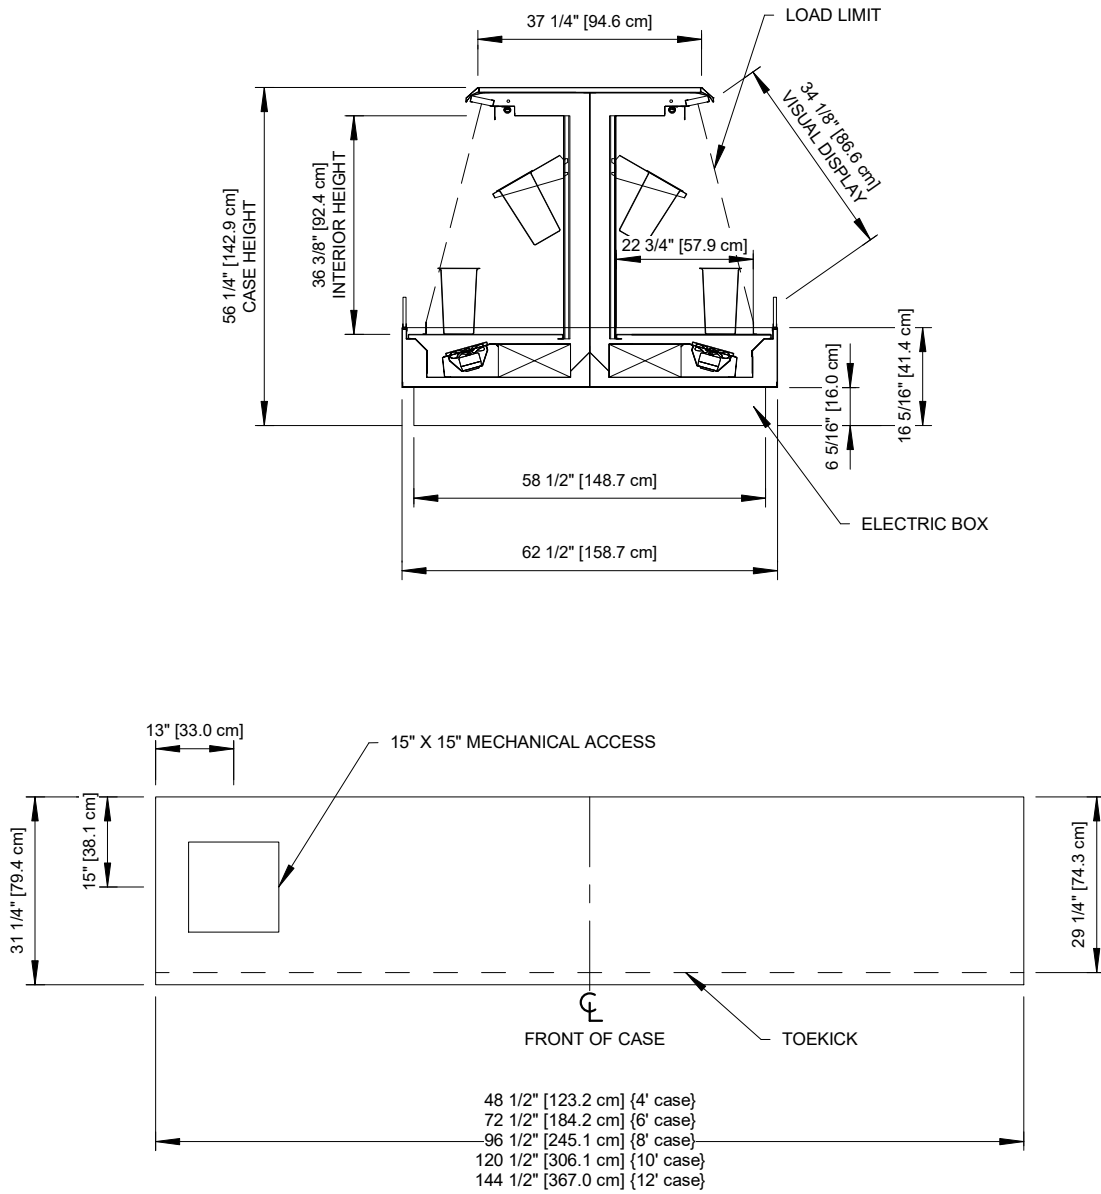 37 1/4" [94.6 cm]
LOAD LIMIT
34 1/8" [86.6 cm]
VISUAL DISPLAY
56 1/4" [142.9 cm]
CASE HEIGHT
36 3/8" [92.4 cm]
INTERIOR HEIGHT
22 3/4" [57.9 cm]
6 5/16" [16.0 cm]
16 5/16" [41.4 cm]
58 1/2" [148.7 cm]
ELECTRIC BOX
62 1/2" [158.7 cm]
13" [33.0 cm]
15" X 15" MECHANICAL ACCESS
31 1/4" [79.4 cm]
15" [38.1 cm]
29 1/4" [74.3 cm]
℄
FRONT OF CASE
TOEKICK
48 1/2" [123.2 cm] {4' case}
72 1/2" [184.2 cm] {6' case}
96 1/2" [245.1 cm] {8' case}
120 1/2" [306.1 cm] {10' case}
144 1/2" [367.0 cm] {12' case}